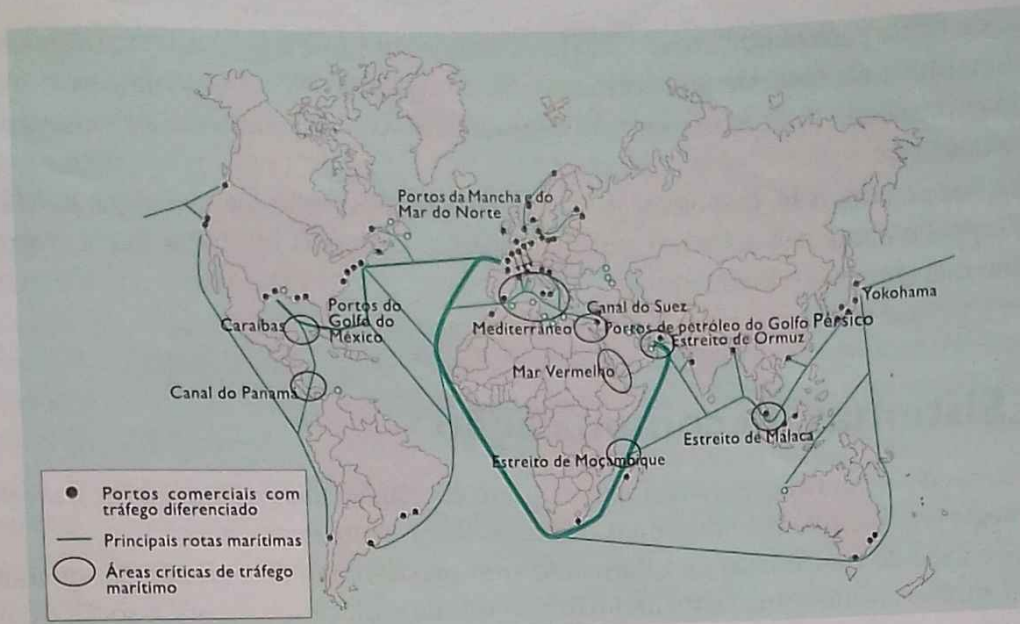 Portos da Mancha e do
Mar do Norte
Canal do Suez
Yokohama
Portos do
Golfo do
México
Caraíbas
Mediterrâneo
Portos de petróleo do Golfo Pérsico
Estreito de Ormuz
Mar Vermelho
Canal do Panamá
Estreito de Málaca
Estreito de Moçambique
Portos comerciais com
tráfego diferenciado
Principais rotas marítimas
Áreas críticas de tráfego
marítimo